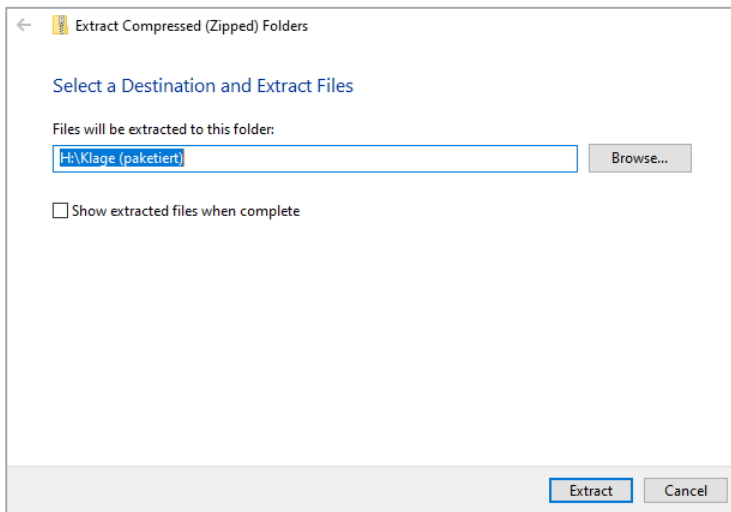 Extract Compressed (Zipped) Folders
Select a Destination and Extract Files
Files will be extracted to this folder:
H:\Klage (paketiert)
Browse...
Show extracted files when complete
Extract
Cancel